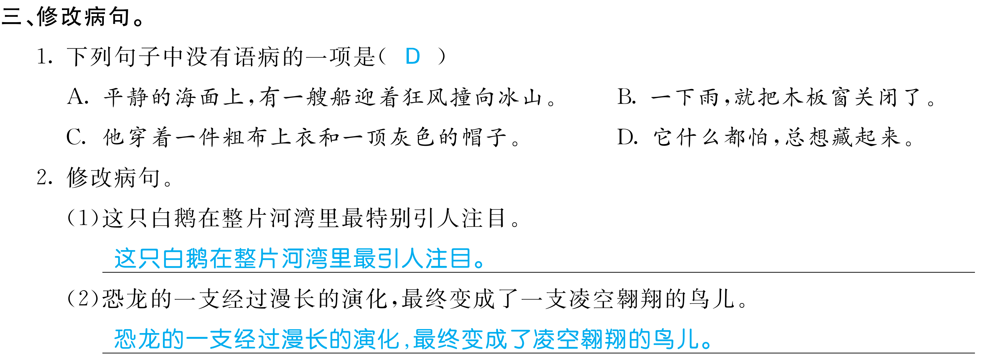 三、修改病句。
1. 下列句子中没有语病的一项是( D )
A. 平静的海面上,有一艘船迎着狂风撞向冰山。 B. 一下雨,就把木板窗关闭了。
C. 他穿着一件粗布上衣和一顶灰色的帽子。 D. 它什么都怕,总想藏起来。
2. 修改病句。
(1)这只白鹅在整片河湾里最特别引人注目。
这只白鹅在整片河湾里最引人注目。
(2)恐龙的一支经过漫长的演化,最终变成了一支凌空翱翔的鸟儿。
恐龙的一支经过漫长的演化,最终变成了凌空翱翔的鸟儿。